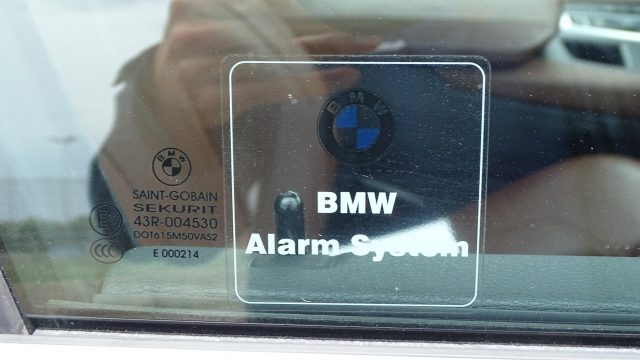 BMW
SAINT-GOBAIN
SEKURIT
43R-004530
DOT615M50VAS2
E 000214
BMW
BMW
Alarm System